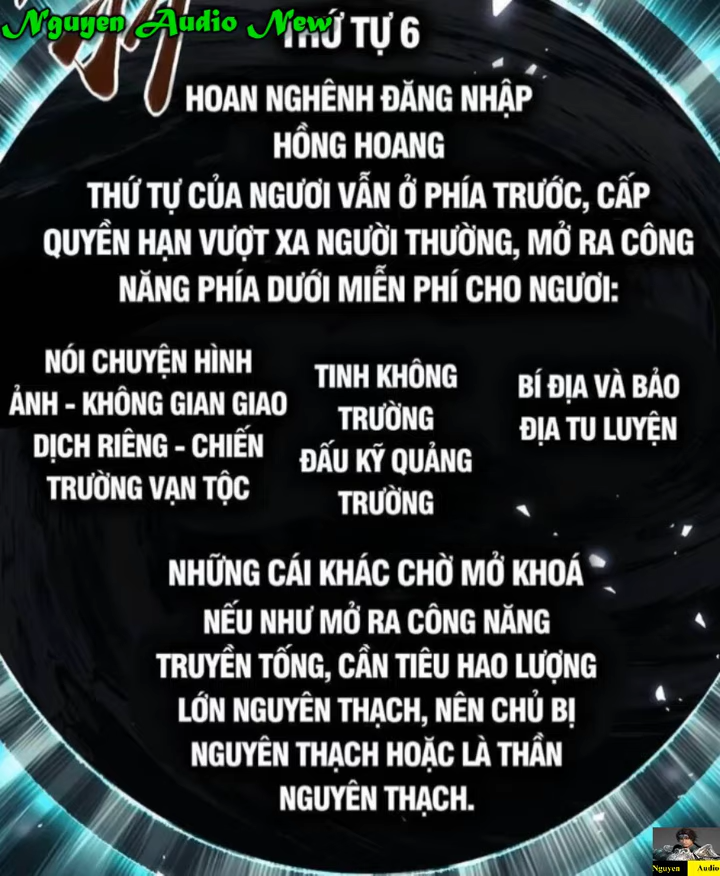 Nguyen Audio New
THỨ TỰ 6
HOAN NGHÊNH ĐĂNG NHẬP
HỒNG HOANG
THỨ TỰ CỦA NGƯƠI VẪN Ở PHÍA TRƯỚC, CẤP
QUYỀN HẠN VƯỢT XA NGƯỜI THƯỜNG, MỞ RA CÔNG
NĂNG PHÍA DƯỚI MIỄN PHÍ CHO NGƯƠI:
NÓI CHUYỆN HÌNH
ẢNH - KHÔNG GIAN GIAO
DỊCH RIÊNG - CHIẾN
TRƯỜNG VẠN TỘC
TINH KHÔNG
TRƯỜNG
ĐẤU KỸ QUẢNG
TRƯỜNG
BÍ ĐỊA VÀ BẢO
ĐỊA TU LUYỆN
NHỮNG CÁI KHÁC CHỜ MỞ KHOÁ
NẾU NHƯ MỞ RA CÔNG NĂNG
TRUYỀN TỐNG, CẦN TIÊU HAO LƯỢNG
LỚN NGUYÊN THẠCH, NÊN CHỦ BỊ
NGUYÊN THẠCH HOẶC LÀ THẦN
NGUYÊN THẠCH.
Nguyen Audio